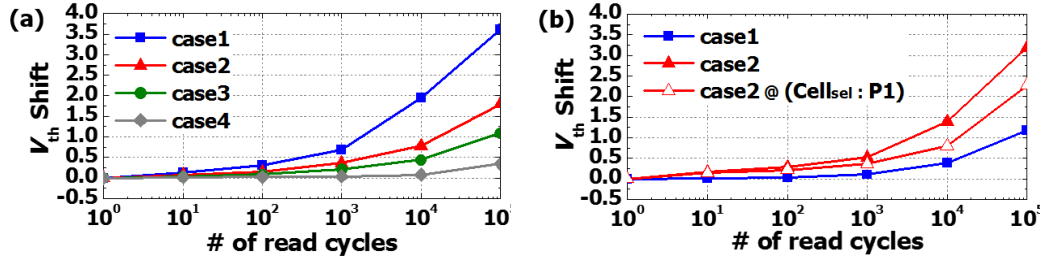 (a)
4.0
3.5
3.0
2.5
2.0
1.5
1.0
0.5
0.0
-0.5
Vth Shift
case1
case2
case3
case4
10^0 10^1 10^2 10^3 10^4 10^5
# of read cycles
(b)
4.0
3.5
3.0
2.5
2.0
1.5
1.0
0.5
0.0
-0.5
Vth Shift
case1
case2
case2 @ (Cellsel : P1)
10^0 10^1 10^2 10^3 10^4 10^5
# of read cycles